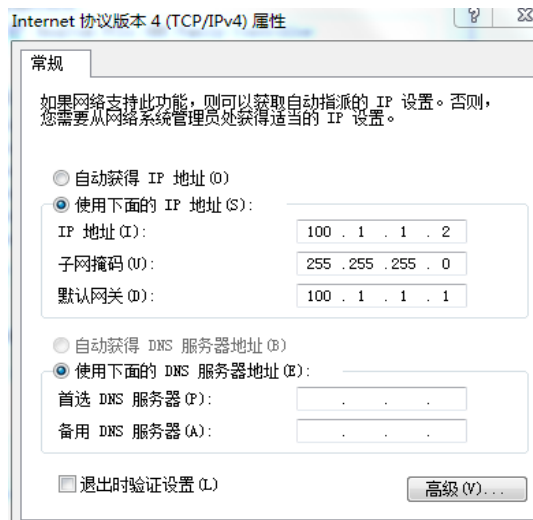 Internet 协议版本 4 (TCP/IPv4) 属性
常规
如果网络支持此功能，则可以获取自动指派的 IP 设置。否则，
您需要从网络系统管理员处获得适当的 IP 设置。
自动获得 IP 地址(O)
使用下面的 IP 地址(S):
IP 地址(I): 100 . 1 . 1 . 2
子网掩码(U): 255 .255 .255 . 0
默认网关(D): 100 . 1 . 1 . 1
自动获得 DNS 服务器地址(B)
使用下面的 DNS 服务器地址(E):
首选 DNS 服务器(P): . . .
备用 DNS 服务器(A): . . .
退出时验证设置(L)
高级(V)...